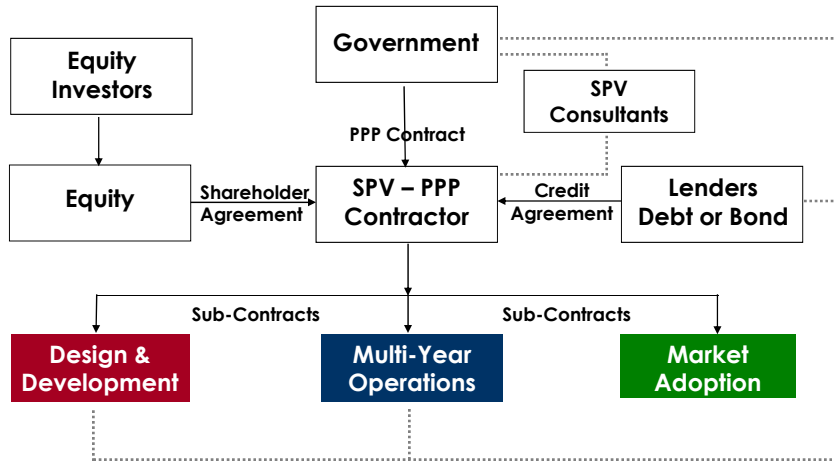 Government
Equity
Investors
SPV
Consultants
PPP Contract
Equity
Shareholder
Agreement
SPV – PPP
Contractor
Credit
Agreement
Lenders
Debt or Bond
Sub-Contracts
Sub-Contracts
Design &
Development
Multi-Year
Operations
Market
Adoption